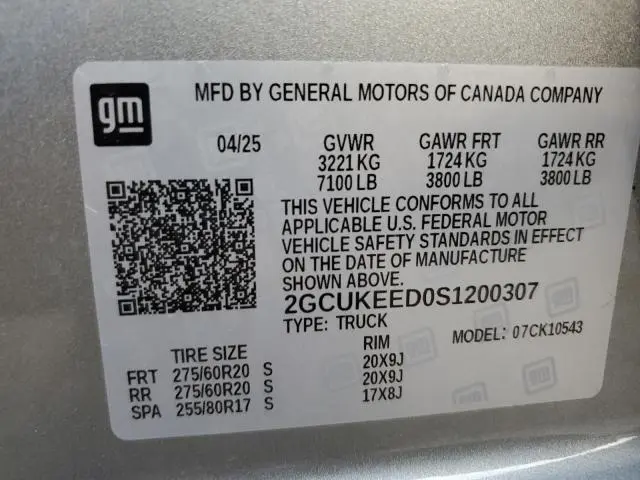 gm
MFD BY GENERAL MOTORS OF CANADA COMPANY
04/25 GVWR GAWR FRT GAWR RR
3221 KG 1724 KG 1724 KG
7100 LB 3800 LB 3800 LB
THIS VEHICLE CONFORMS TO ALL
APPLICABLE U.S. FEDERAL MOTOR
VEHICLE SAFETY STANDARDS IN EFFECT
ON THE DATE OF MANUFACTURE
SHOWN ABOVE.
2GCUKEED0S1200307
TYPE: TRUCK MODEL: 07CK10543
TIRE SIZE RIM
FRT 275/60R20 S 20X9J
RR 275/60R20 S 20X9J
SPA 255/80R17 S 17X8J